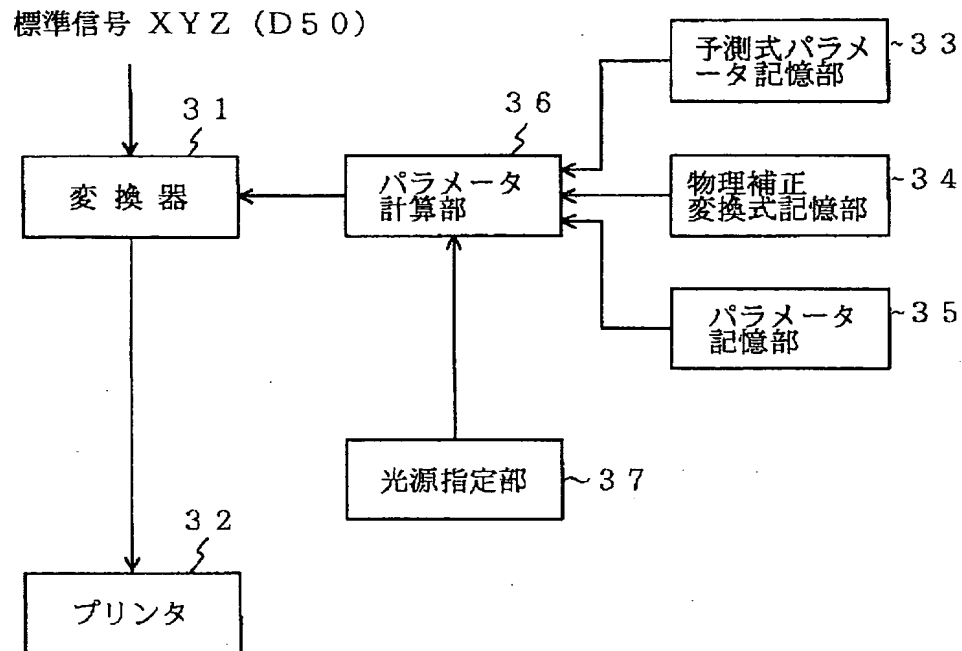 標準信号 XYZ (D50)
31
変換器
36
パラメータ
計算部
予測式パラメ
ータ記憶部
~33
物理補正
変換式記憶部
~34
パラメータ
記憶部
~35
光源指定部
~37
32
プリンタ